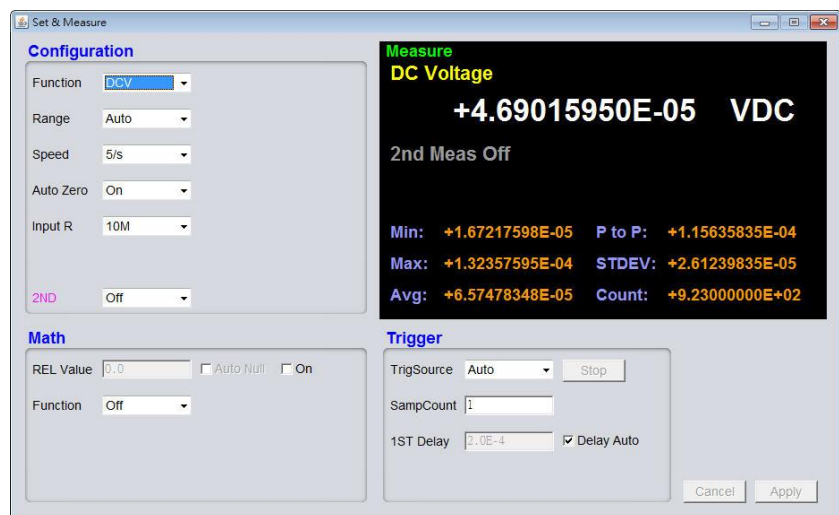 Set & Measure
Configuration
Function DCV
Range Auto
Speed 5/s
Auto Zero On
Input R 10M
2ND Off
Measure
DC Voltage
+4.69015950E-05 VDC
2nd Meas Off
Min: +1.67217598E-05 P to P: +1.15635835E-04
Max: +1.32357595E-04 STDEV: +2.61239835E-05
Avg: +6.57478348E-05 Count: +9.23000000E+02
Math
REL Value 0.0 Auto Null On
Function Off
Trigger
TrigSource Auto Stop
SampCount 1
1ST Delay 2.0E-4 Delay Auto
Cancel Apply